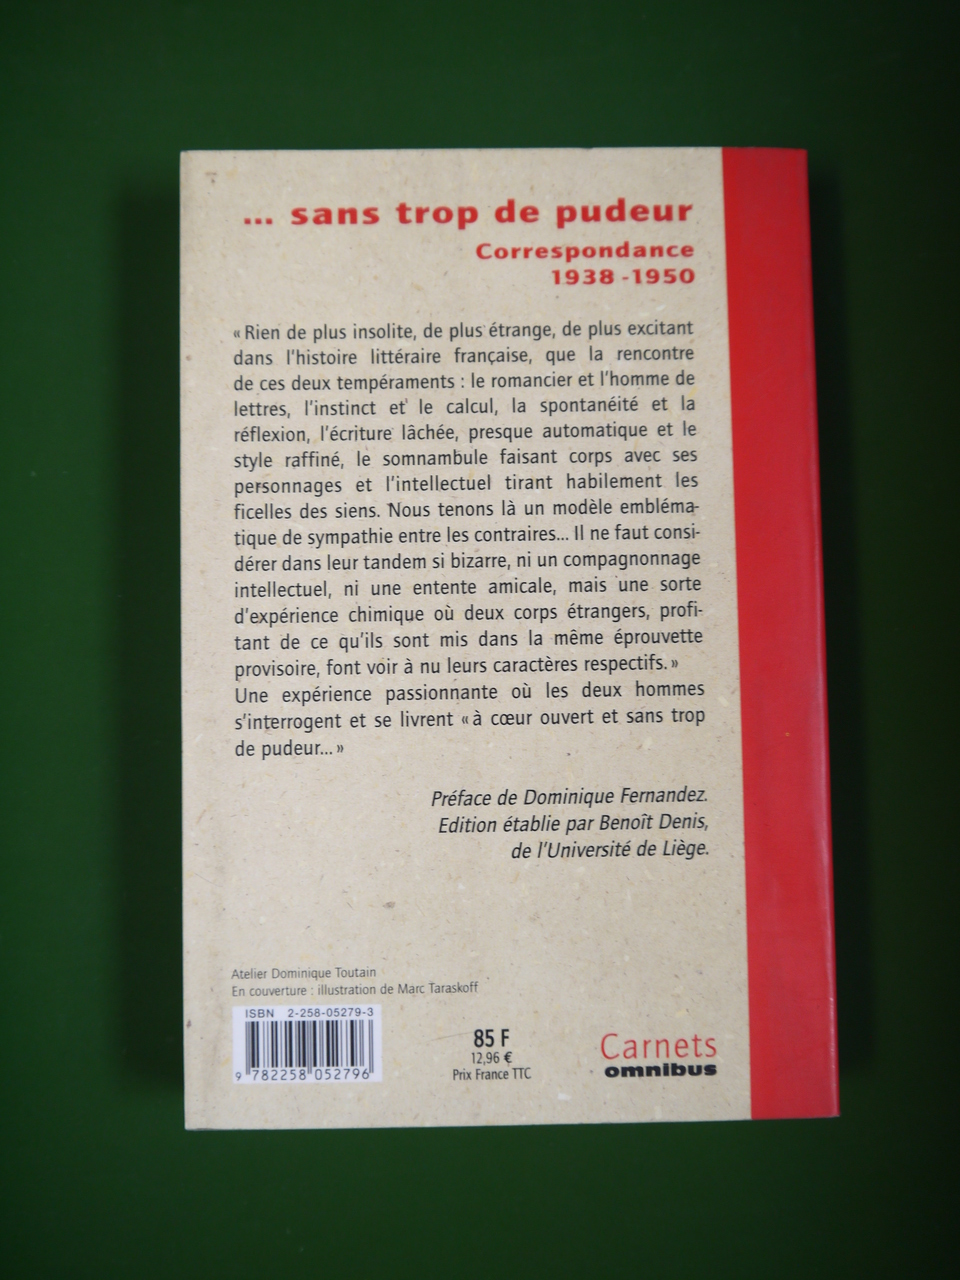 ... sans trop de pudeur
Correspondance
1938 -1950
« Rien de plus insolite, de plus étrange, de plus excitant
dans l'histoire littéraire française, que la rencontre
de ces deux tempéraments : le romancier et l'homme de
lettres, l'instinct et le calcul, la spontanéité et la
réflexion, l'écriture lâchée, presque automatique et le
style raffiné, le somnambule faisant corps avec ses
personnages et l'intellectuel tirant habilement les
ficelles des siens. Nous tenons là un modèle embléma-
tique de sympathie entre les contraires... Il ne faut consi-
dérer dans leur tandem si bizarre, ni un compagnonnage
intellectuel, ni une entente amicale, mais une sorte
d'expérience chimique où deux corps étrangers, profi-
tant de ce qu'ils sont mis dans la même éprouvette
provisoire, font voir à nu leurs caractères respectifs. »
Une expérience passionnante où les deux hommes
s'interrogent et se livrent « à cœur ouvert et sans trop
de pudeur... »
Préface de Dominique Fernandez.
Edition établie par Benoît Denis,
de l'Université de Liège.
Atelier Dominique Toutain
En couverture : illustration de Marc Taraskoff
ISBN 2-258-05279-3
9 782258 052796
85 F
12,96 €
Prix France TTC
Carnets
omnibus